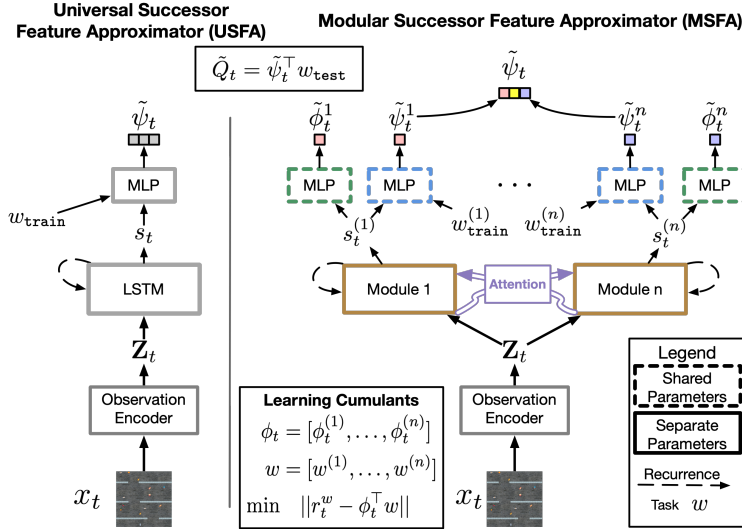 Universal Successor
Feature Approximator (USFA)
Modular Successor Feature Approximator (MSFA)
Q̃_t = ψ̃_t^⊤ w_test
ψ̃_t
MLP
w_train
s_t
LSTM
Z_t
Observation
Encoder
x_t
ψ̃_t
ϕ̃_t^1 ψ̃_t^1 ψ̃_t^n ϕ̃_t^n
MLP MLP · · · MLP MLP
w_train^(1) w_train^(n)
s_t^(1) s_t^(n)
Module 1 Attention Module n
Z_t
Observation
Encoder
x_t
Learning Cumulants
ϕ_t = [ϕ_t^(1), . . . , ϕ_t^(n)]
w = [w^(1), . . . , w^(n)]
min ||r_t^w − ϕ_t^⊤ w||
Legend
Shared
Parameters
Separate
Parameters
Recurrence
Task w